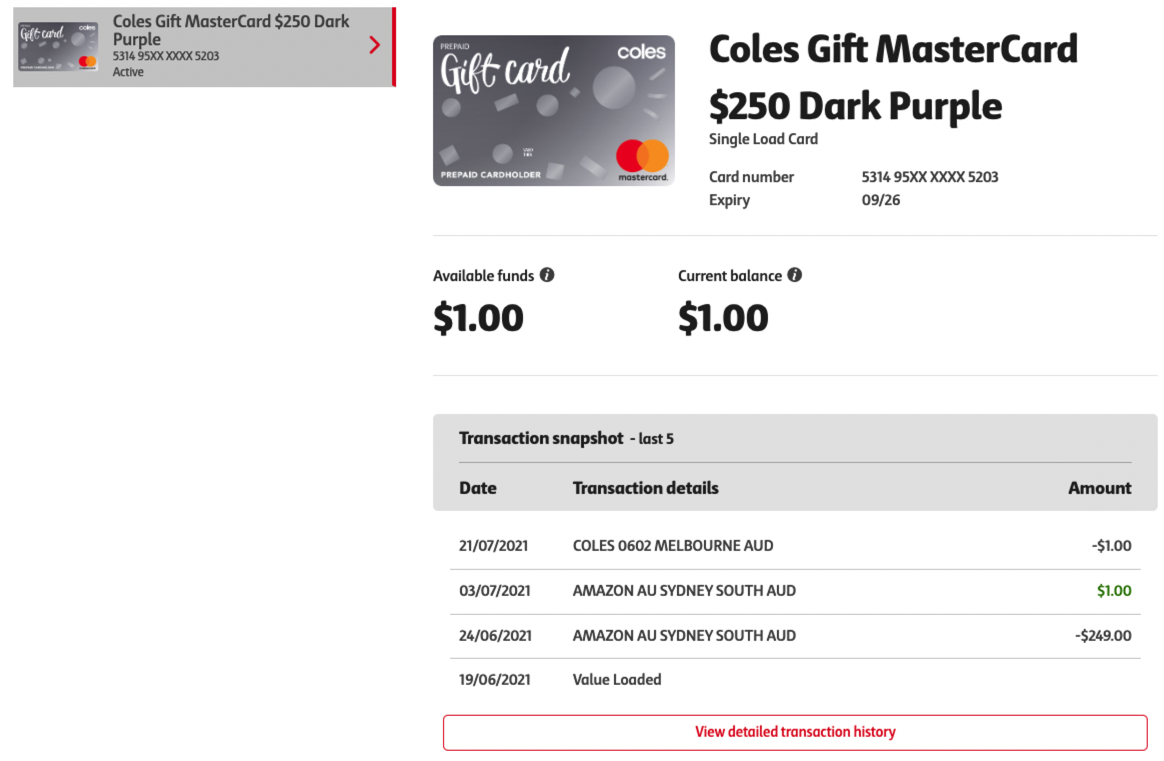 Coles Gift MasterCard $250 Dark
Purple
5314 95XX XXXX 5203
Active
PREPAID
Gift card
coles
PREPAID CARDHOLDER
mastercard.
Coles Gift MasterCard
$250 Dark Purple
Single Load Card
Card number 5314 95XX XXXX 5203
Expiry 09/26
Available funds Current balance
$1.00 $1.00
Transaction snapshot - last 5
Date Transaction details Amount
21/07/2021 COLES 0602 MELBOURNE AUD -$1.00
03/07/2021 AMAZON AU SYDNEY SOUTH AUD $1.00
24/06/2021 AMAZON AU SYDNEY SOUTH AUD -$249.00
19/06/2021 Value Loaded
View detailed transaction history